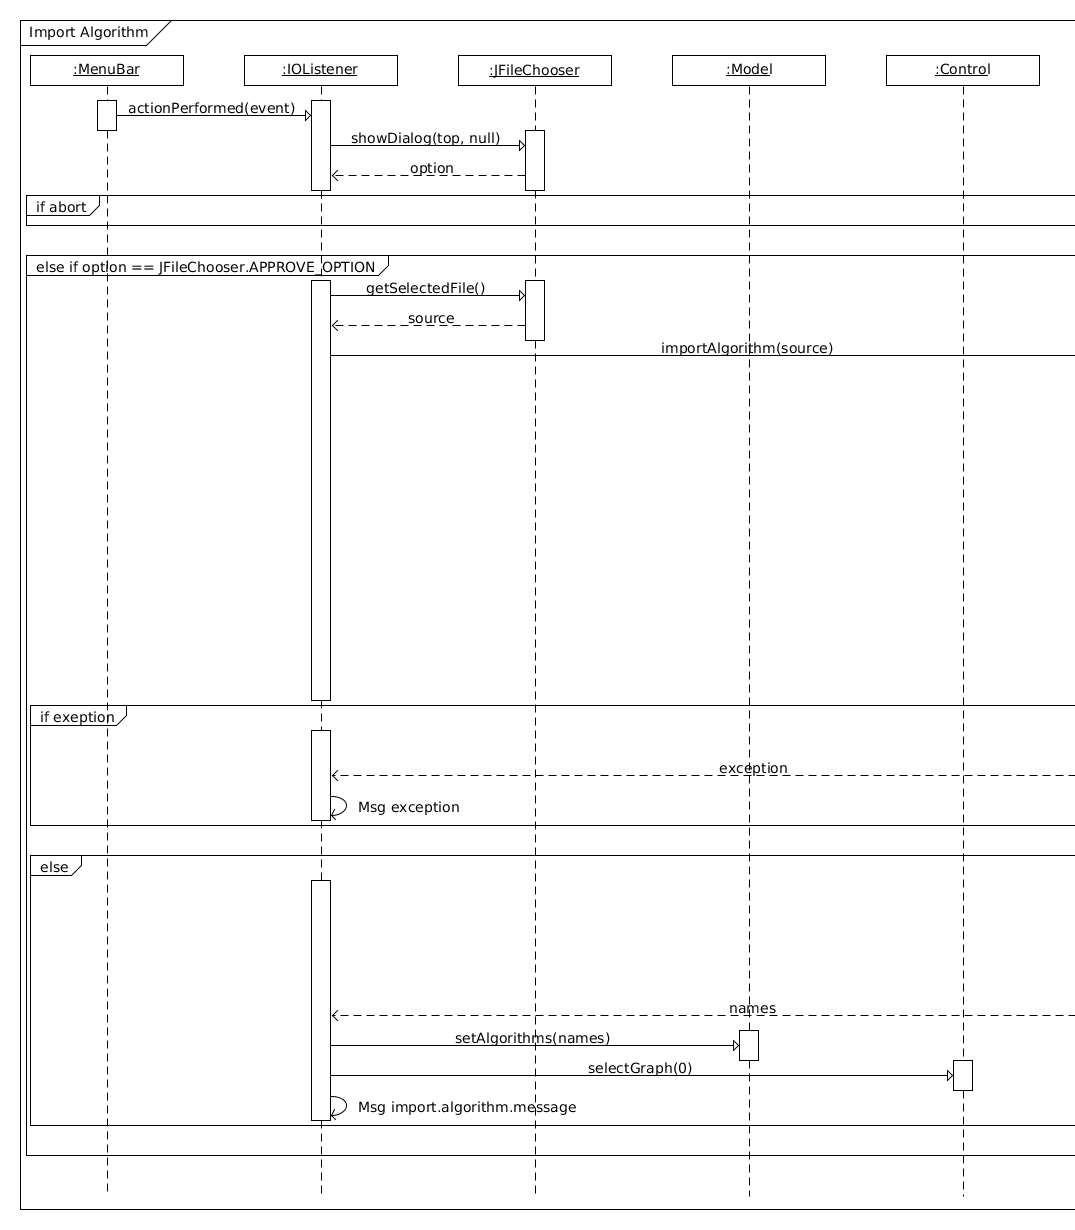 Import Algorithm
:MenuBar
:IOListener
:JFileChooser
:Model
:Control
actionPerformed(event)
showDialog(top, null)
option
if abort
else if option == JFileChooser.APPROVE_OPTION
getSelectedFile()
source
importAlgorithm(source)
if exeption
exception
Msg exception
else
names
setAlgorithms(names)
selectGraph(0)
Msg import.algorithm.message